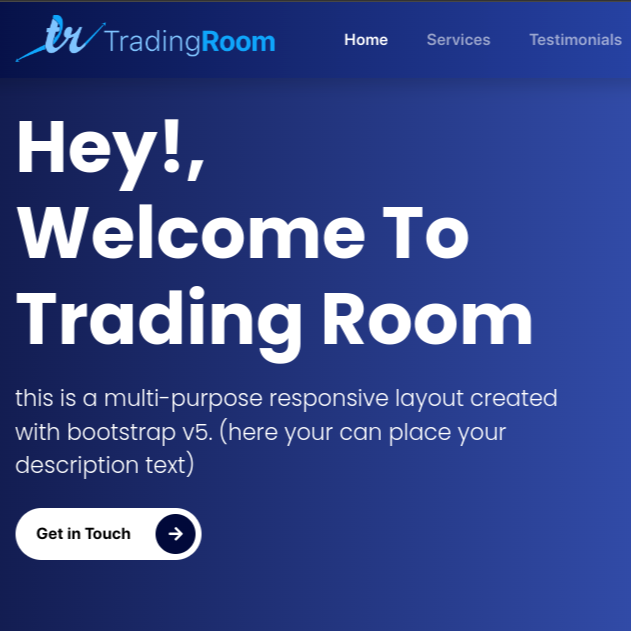 tr TradingRoom
Home Services Testimonials
Hey!,
Welcome To
Trading Room
this is a multi-purpose responsive layout created
with bootstrap v5. (here your can place your
description text)
Get in Touch